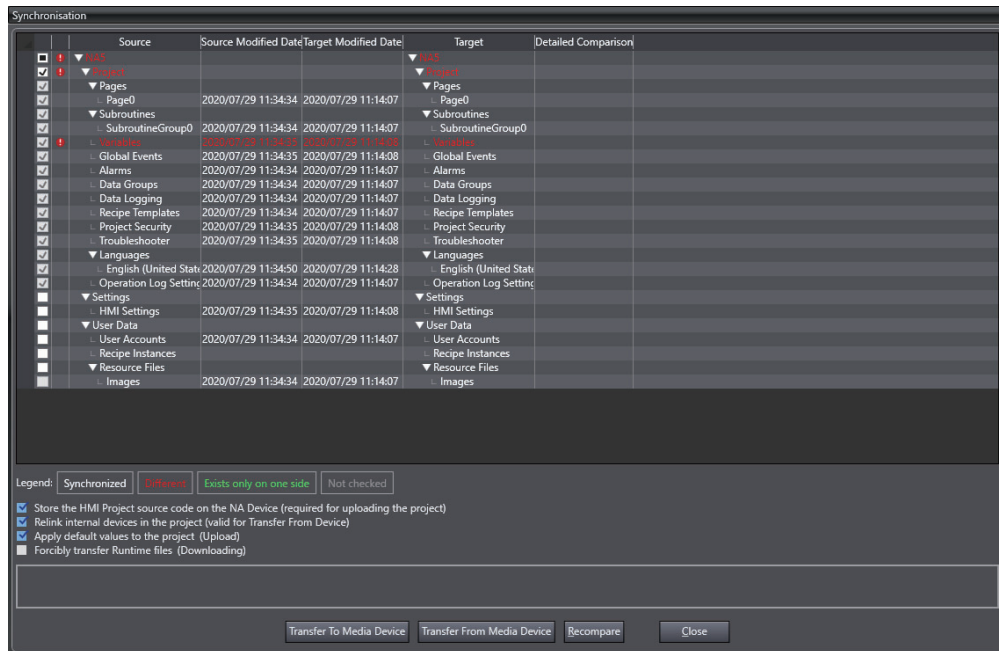 Synchronisation
Source Source Modified Date Target Modified Date Target Detailed Comparison
NA5 NA5
Project Project
Pages Pages
Page0 2020/07/29 11:34:34 2020/07/29 11:14:07 Page0
Subroutines Subroutines
SubroutineGroup0 2020/07/29 11:34:34 2020/07/29 11:14:07 SubroutineGroup0
Variables Variables
Global Events 2020/07/29 11:34:35 2020/07/29 11:14:08 Global Events
Alarms 2020/07/29 11:34:34 2020/07/29 11:14:07 Alarms
Data Groups 2020/07/29 11:34:34 2020/07/29 11:14:07 Data Groups
Data Logging 2020/07/29 11:34:34 2020/07/29 11:14:07 Data Logging
Recipe Templates 2020/07/29 11:34:34 2020/07/29 11:14:07 Recipe Templates
Project Security 2020/07/29 11:34:35 2020/07/29 11:14:08 Project Security
Troubleshooter 2020/07/29 11:34:35 2020/07/29 11:14:08 Troubleshooter
Languages Languages
English (United State 2020/07/29 11:34:50 2020/07/29 11:14:28 English (United State
Operation Log Setting 2020/07/29 11:34:34 2020/07/29 11:14:07 Operation Log Setting
Settings Settings
HMI Settings 2020/07/29 11:34:35 2020/07/29 11:14:08 HMI Settings
User Data User Data
User Accounts 2020/07/29 11:34:34 2020/07/29 11:14:07 User Accounts
Recipe Instances Recipe Instances
Resource Files Resource Files
Images 2020/07/29 11:34:34 2020/07/29 11:14:07 Images
Legend: Synchronized Different Exists only on one side Not checked
Store the HMI Project source code on the NA Device (required for uploading the project)
Relink internal devices in the project (valid for Transfer From Device)
Apply default values to the project (Upload)
Forcibly transfer Runtime files (Downloading)
Transfer To Media Device Transfer From Media Device Recompare Close